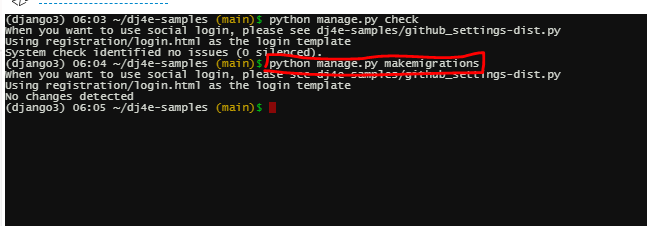 (django3) 06:03 ~/dj4e-samples (main)$ python manage.py check
When you want to use social login, please see dj4e-samples/github_settings-dist.py
Using registration/login.html as the login template
System check identified no issues (0 silenced).
(django3) 06:04 ~/dj4e-samples (main)$ python manage.py makemigrations
When you want to use social login, please see dj4e-samples/github_settings-dist.py
Using registration/login.html as the login template
No changes detected
(django3) 06:05 ~/dj4e-samples (main)$